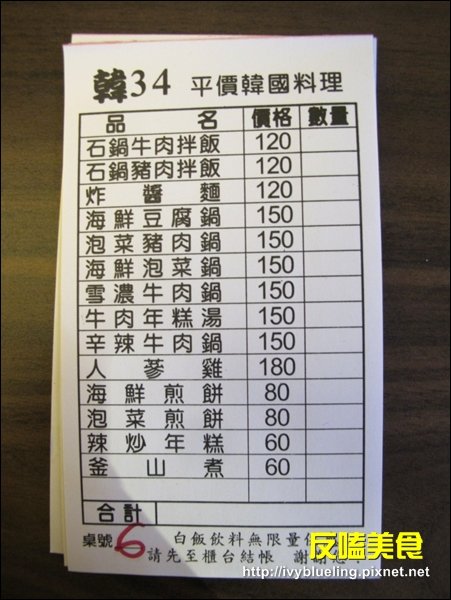 韓34 平價韓國料理
品名 價格 數量
石鍋牛肉拌飯 120
石鍋豬肉拌飯 120
炸醬麵 120
海鮮豆腐鍋 150
泡菜豬肉鍋 150
海鮮泡菜鍋 150
雪濃牛肉鍋 150
牛肉年糕湯 150
辛辣牛肉鍋 150
人蔘雞 180
海鮮煎餅 80
泡菜煎餅 80
辣炒年糕 60
釜山煮 60
合計
桌號 6 白飯飲料無限量
請先至櫃台結帳 謝謝
反嗑美食
http://ivyblueling.pixnet.net